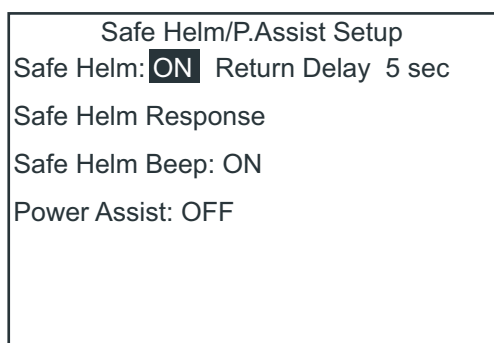 Safe Helm/P.Assist Setup
Safe Helm: ON Return Delay 5 sec
Safe Helm Response
Safe Helm Beep: ON
Power Assist: OFF